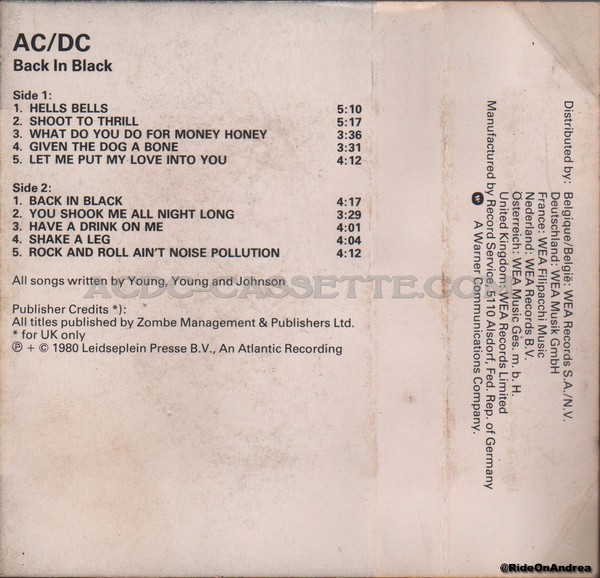 AC/DC
Back In Black
Side 1:
1. HELLS BELLS 5:10
2. SHOOT TO THRILL 5:17
3. WHAT DO YOU DO FOR MONEY HONEY 3:36
4. GIVEN THE DOG A BONE 3:31
5. LET ME PUT MY LOVE INTO YOU 4:12
Side 2:
1. BACK IN BLACK 4:17
2. YOU SHOOK ME ALL NIGHT LONG 3:29
3. HAVE A DRINK ON ME 4:01
4. SHAKE A LEG 4:04
5. ROCK AND ROLL AIN'T NOISE POLLUTION 4:12
All songs written by Young, Young and Johnson
ACDC-CASSETTE.COM
Publisher Credits *):
All titles published by Zombe Management & Publishers Ltd.
* for UK only
Ⓟ + © 1980 Leidseplein Presse B.V., An Atlantic Recording
Distributed by: Belgique/België: WEA Records S.A./N.V.
Deutschland: WEA Musik GmbH
France: WEA Filipacchi Music
Nederland: WEA Records B.V.
Österreich: WEA Music Ges. m. b. H.
United Kingdom: WEA Records Limited
Manufactured by Record Service, 5110 Alsdorf, Fed. Rep. of Germany
A Warner Communications Company.
@RideOnAndrea